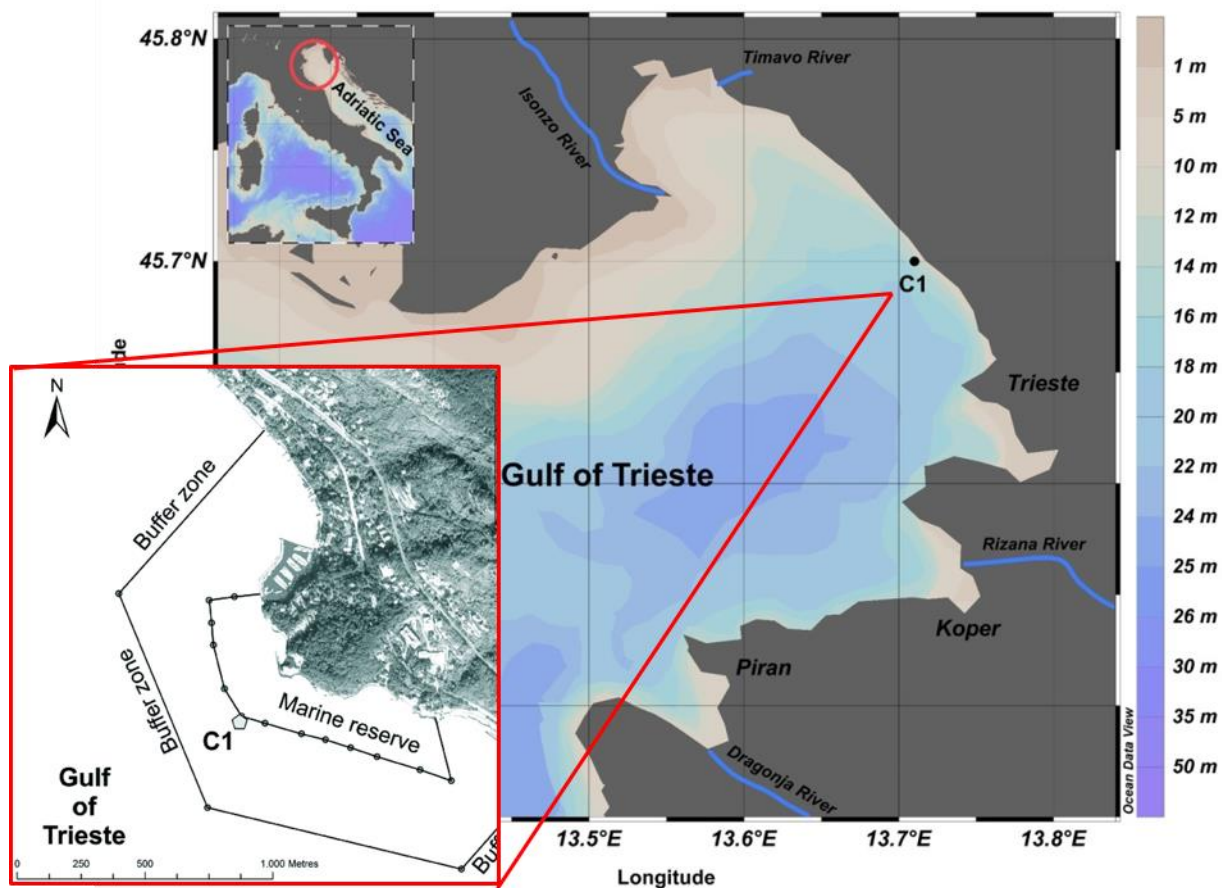 45.8°N
45.7°N
Adriatic Sea
Isonzo River
Timavo River
C1
Trieste
Gulf of Trieste
Rizana River
Koper
Piran
Dragonja River
13.5°E
13.6°E
13.7°E
13.8°E
Longitude
Ocean Data View
1 m
5 m
10 m
12 m
14 m
16 m
18 m
20 m
22 m
24 m
25 m
26 m
30 m
35 m
50 m
N
Buffer zone
Buffer zone
Marine reserve
C1
Gulf
of
Trieste
0
250
500
1.000 Metres